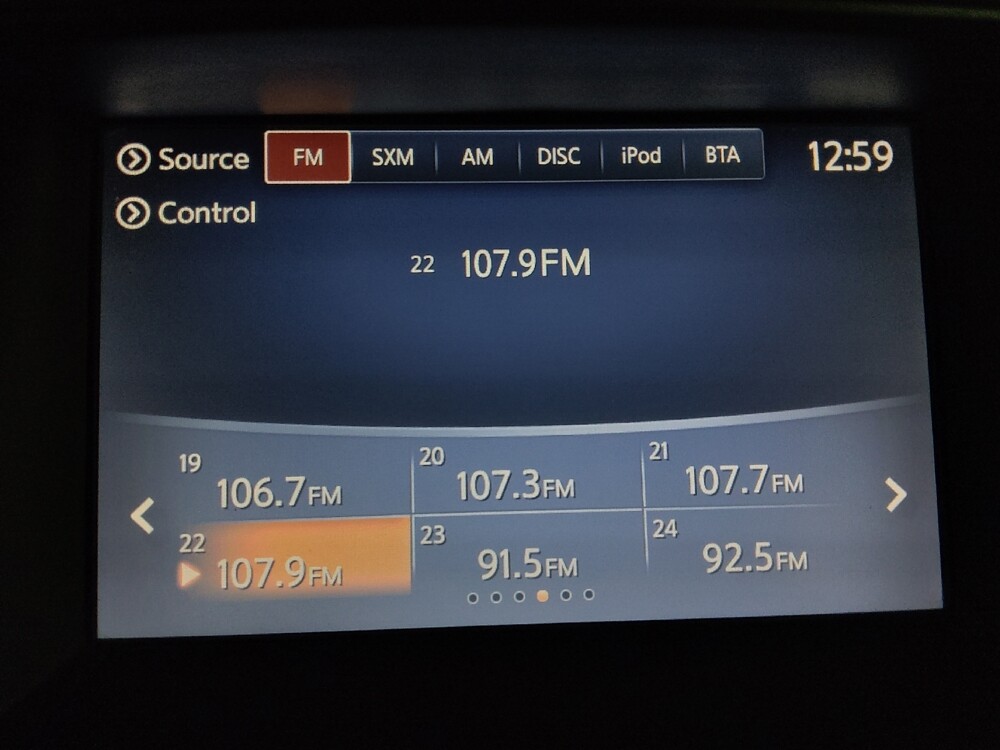 Source FM SXM AM DISC iPod BTA 12:59
Control
22 107.9FM
19 106.7FM 20 107.3FM 21 107.7FM
22 107.9FM 23 91.5FM 24 92.5FM